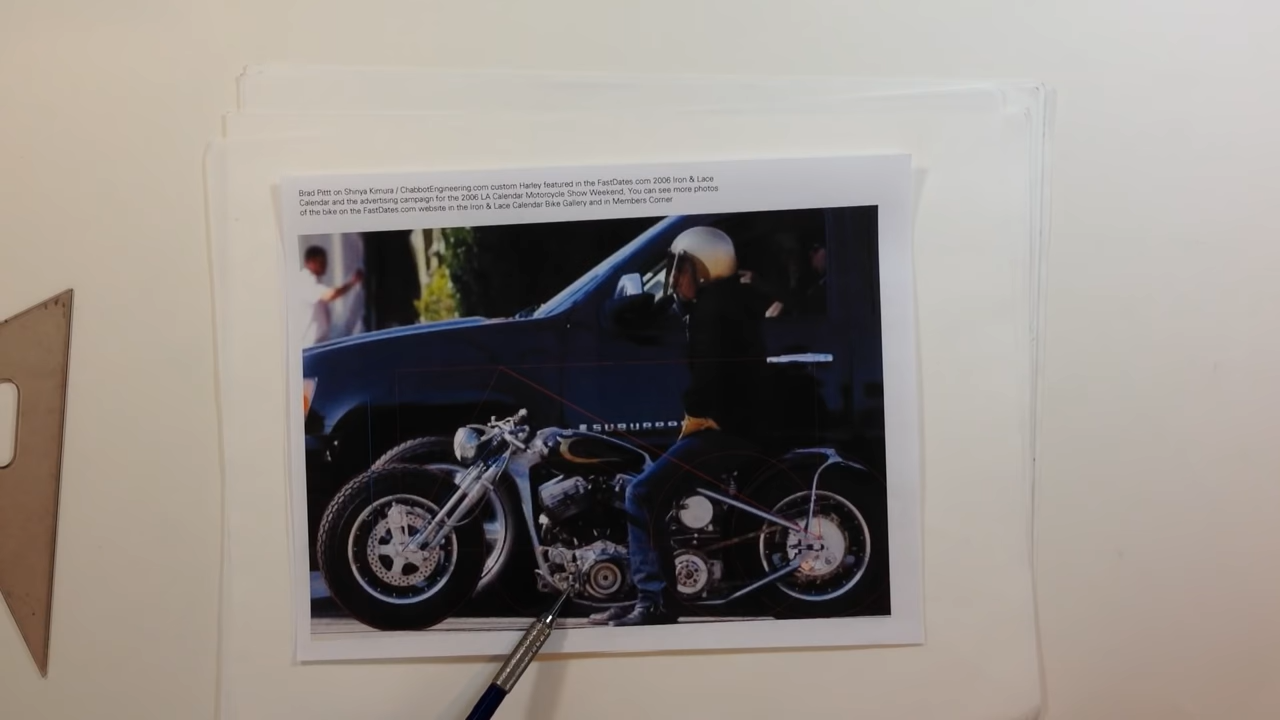 Brad Pittt on Shinya Kimura / ChabbotEngineering.com custom Harley featured in the FastDates.com 2006 Iron & Lace
Calendar and the advertising campaign for the 2006 LA Calendar Motorcycle Show Weekend, You can see more photos
of the bike on the FastDates.com website in the Iron & Lace Calendar Bike Gallery and in Members Corner
SUBURBA